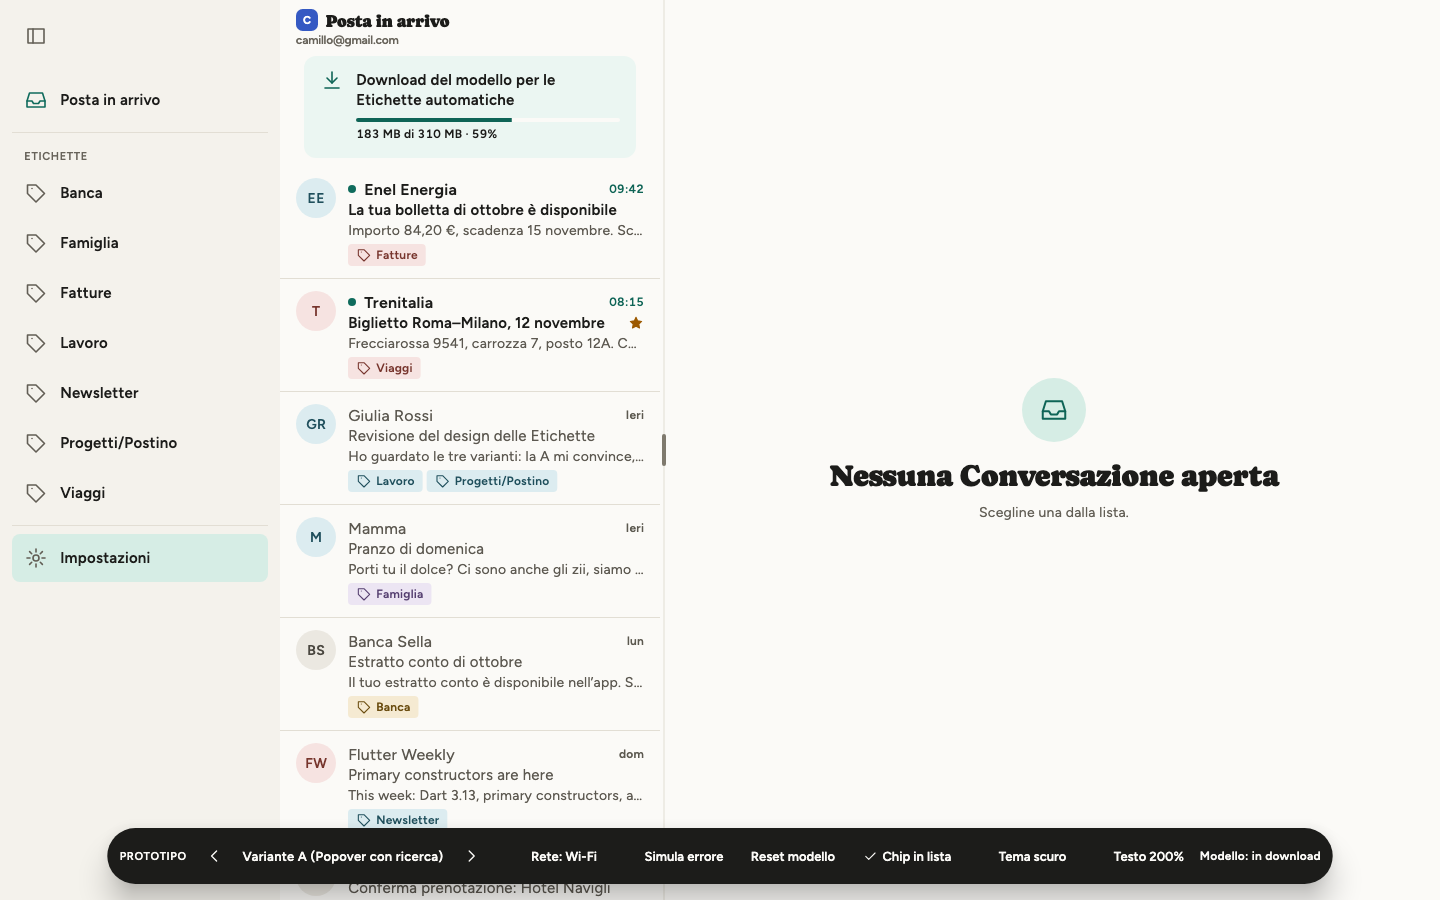 Posta in arrivo
ETICHETTE
Banca
Famiglia
Fatture
Lavoro
Newsletter
Progetti/Postino
Viaggi
Impostazioni
C Posta in arrivo
camillo@gmail.com
Download del modello per le
Etichette automatiche
183 MB di 310 MB · 59%
EE Enel Energia 09:42
La tua bolletta di ottobre è disponibile
Importo 84,20 €, scadenza 15 novembre. Sc...
Fatture
T Trenitalia 08:15
Biglietto Roma–Milano, 12 novembre
Frecciarossa 9541, carrozza 7, posto 12A. C...
Viaggi
GR Giulia Rossi Ieri
Revisione del design delle Etichette
Ho guardato le tre varianti: la A mi convince,...
Lavoro Progetti/Postino
M Mamma Ieri
Pranzo di domenica
Porti tu il dolce? Ci sono anche gli zii, siamo ...
Famiglia
BS Banca Sella lun
Estratto conto di ottobre
Il tuo estratto conto è disponibile nell'app. S...
Banca
FW Flutter Weekly dom
Primary constructors are here
This week: Dart 3.13, primary constructors, a...
Newsletter
Conferma prenotazione: Hotel Navigli
Nessuna Conversazione aperta
Scegline una dalla lista.
PROTOTIPO Variante A (Popover con ricerca) Rete: Wi-Fi Simula errore Reset modello Chip in lista Tema scuro Testo 200% Modello: in download